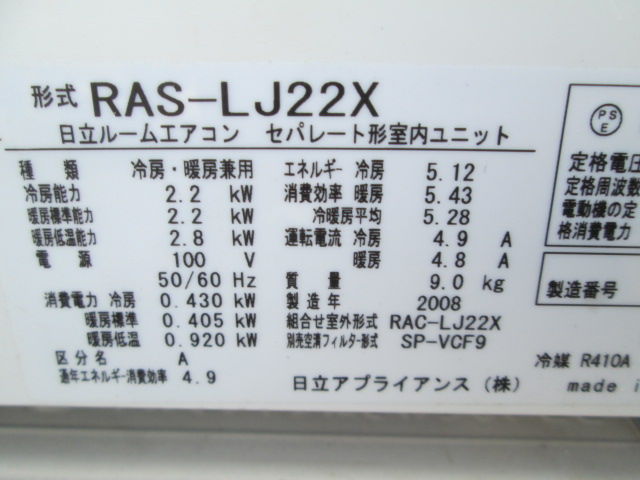 形式 RAS-LJ22X
日立ルームエアコン セパレート形室内ユニット
種類 冷房・暖房兼用
冷房能力 2.2 kW
暖房標準能力 2.2 kW
暖房低温能力 2.8 kW
電源 100 V
50/60 Hz
消費電力 冷房 0.430 kW
暖房標準 0.405 kW
暖房低温 0.920 kW
区分名 A
通年エネルギー消費効率 4.9
エネルギー 冷房 5.12
消費効率 暖房 5.43
冷暖房平均 5.28
運転電流 冷房 4.9 A
暖房 4.8 A
質量 9.0 kg
製造年 2008
組合せ室外形式 RAC-LJ22X
別売空清フィルター形式 SP-VCF9
日立アプライアンス(株)
PS
E
定格電圧
定格周波数
電動機の定
格消費電力
製造番号
冷媒 R410A
made i